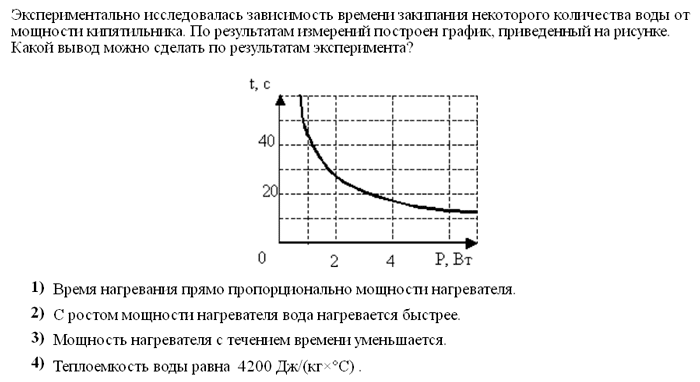 Экспериментально исследовалась зависимость времени закипания некоторого количества воды от
мощности кипятильника. По результатам измерений построен график, приведенный на рисунке.
Какой вывод можно сделать по результатам эксперимента?
t, c
40
20
0
2
4
P, Вт
1) Время нагревания прямо пропорционально мощности нагревателя.
2) С ростом мощности нагревателя вода нагревается быстрее.
3) Мощность нагревателя с течением времени уменьшается.
4) Теплоемкость воды равна 4200 Дж/(кг×°С) .